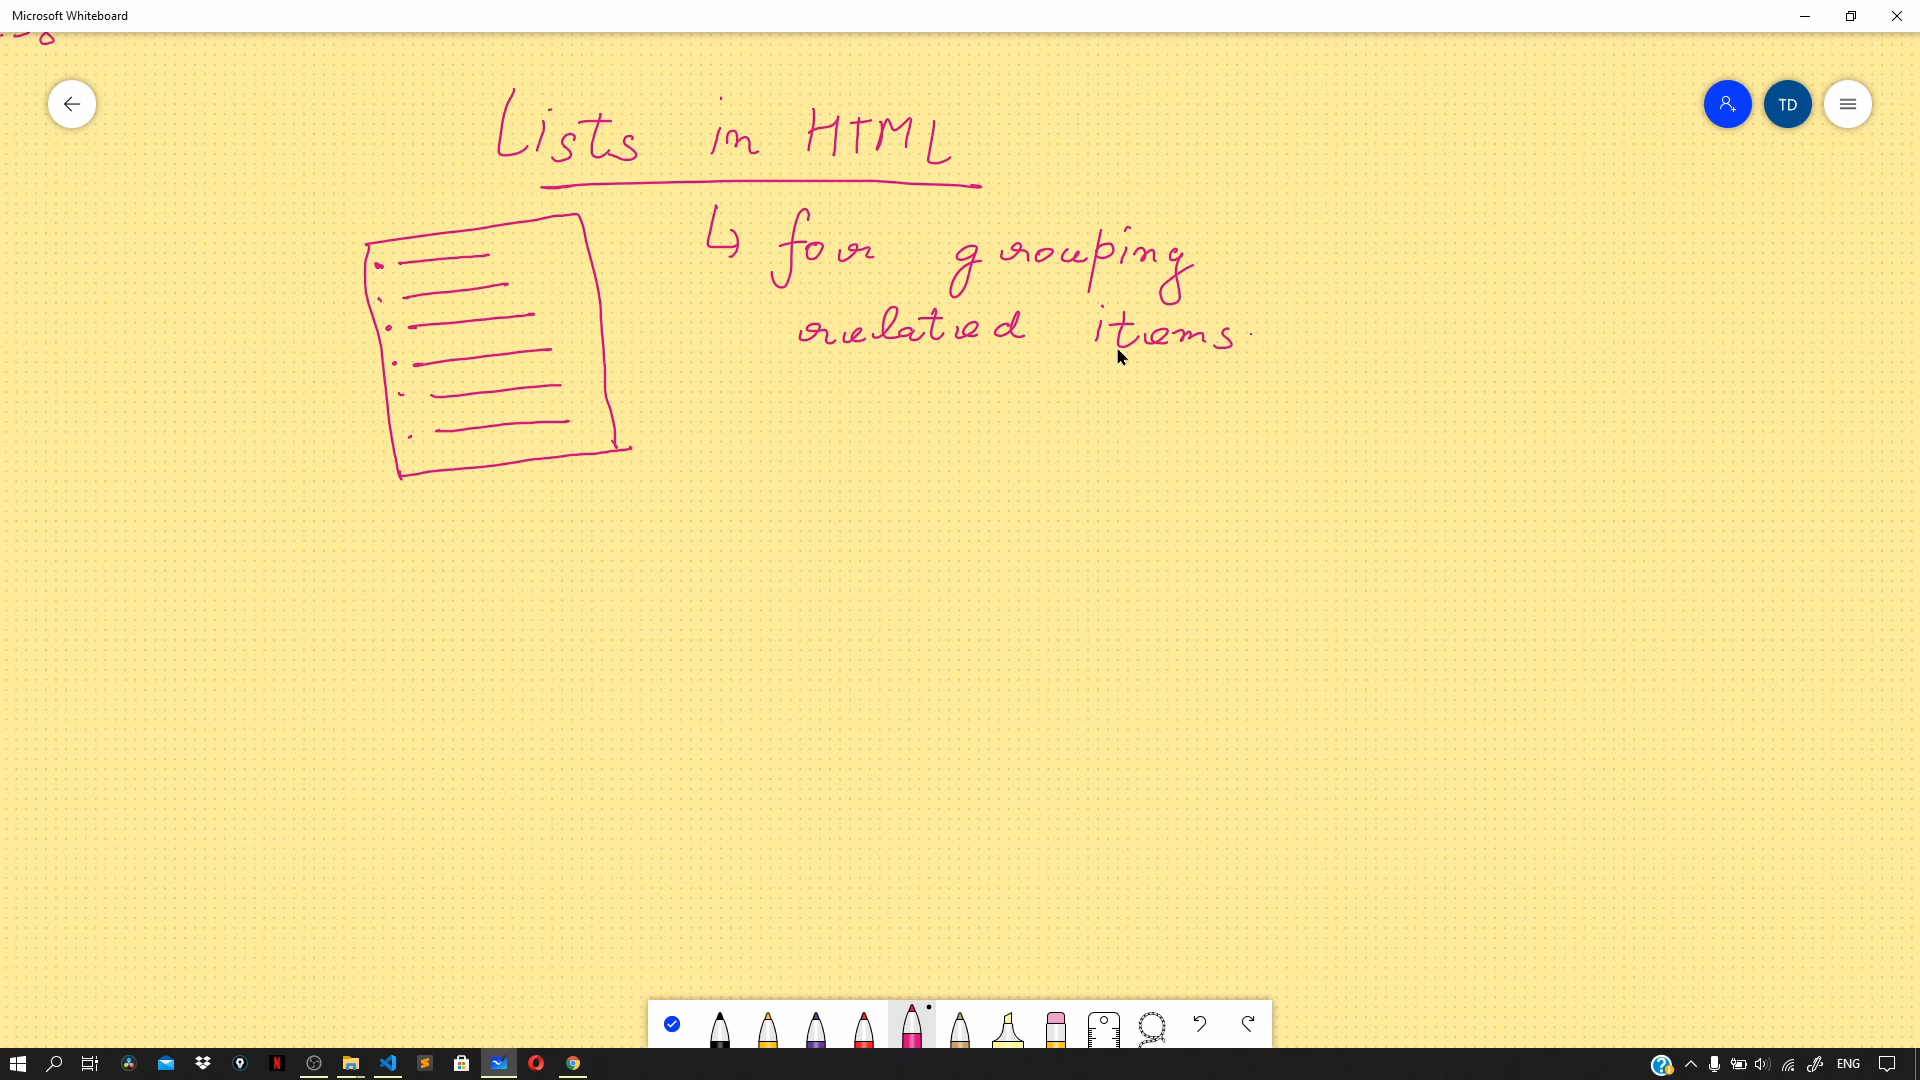 Microsoft Whiteboard
Lists in HTML
↳ for grouping
related items.
TD
ENG